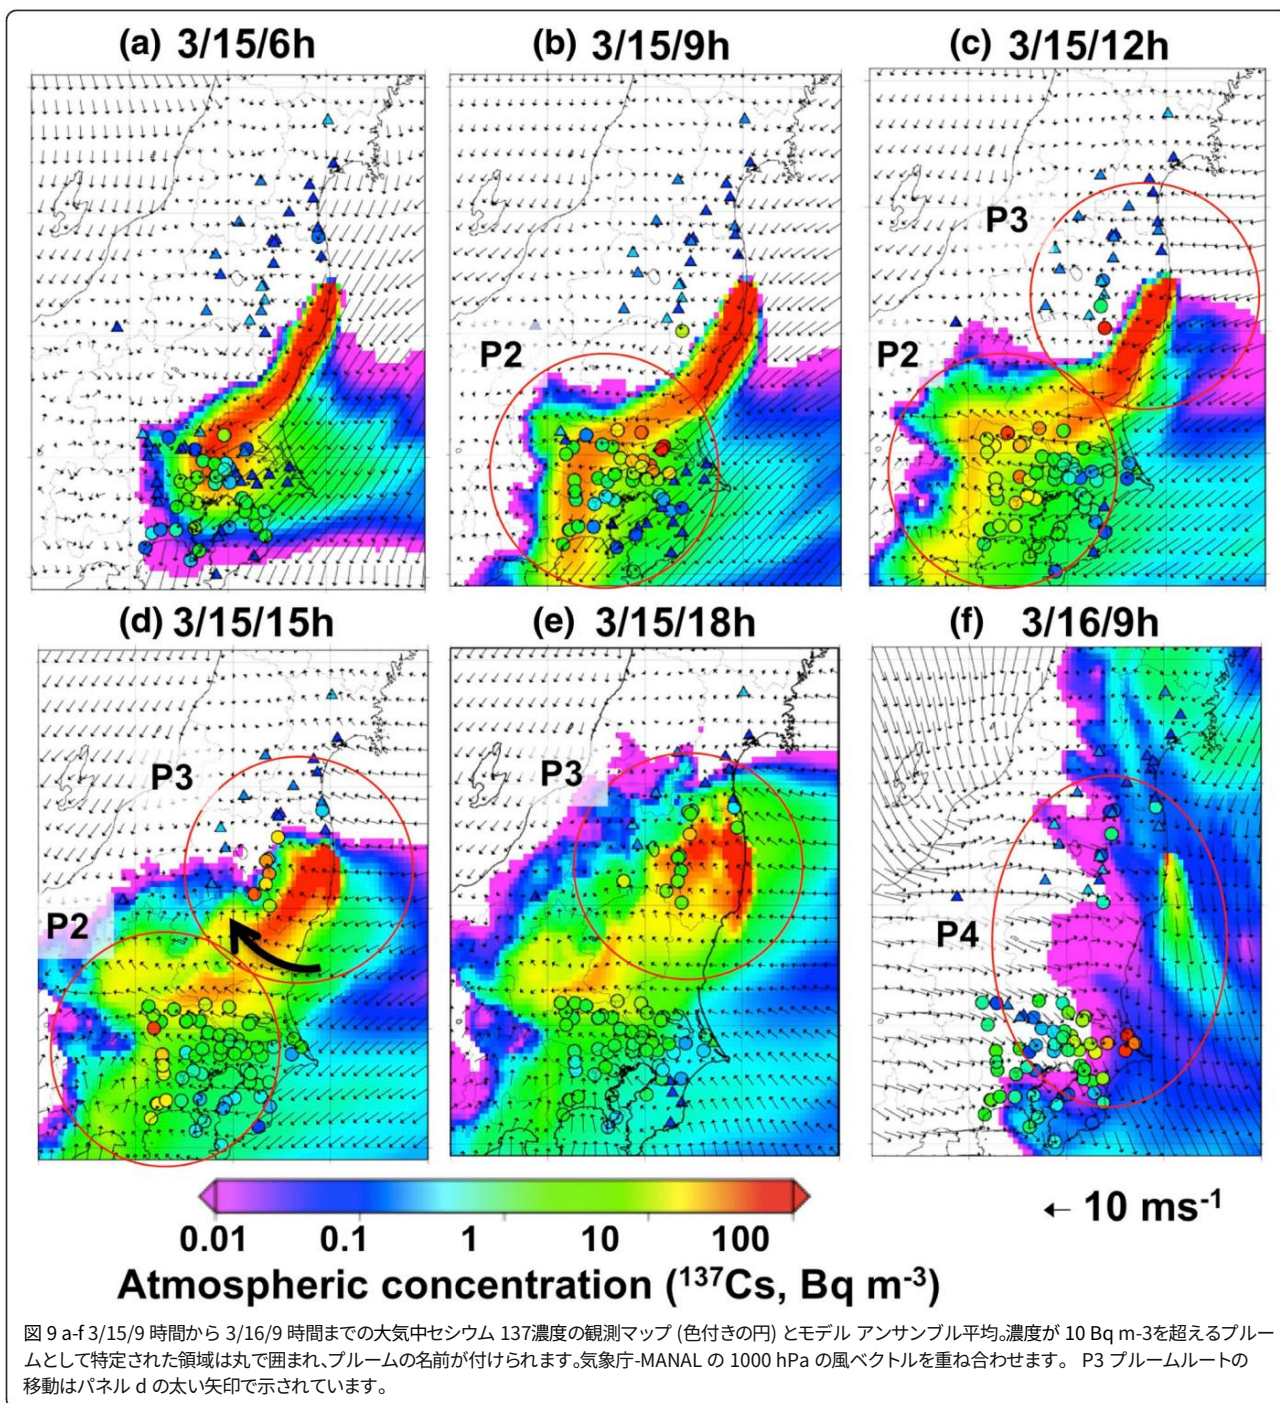 (a) 3/15/6h
(b) 3/15/9h
(c) 3/15/12h
P2
P3
P2
(d) 3/15/15h
(e) 3/15/18h
(f) 3/16/9h
P3
P2
P3
P4
0.01 0.1 1 10 100
← 10 ms-1
Atmospheric concentration (137Cs, Bq m-3)
図 9 a-f 3/15/9 時間から 3/16/9 時間までの大気中セシウム 137濃度の観測マップ (色付きの円) とモデル アンサンブル平均。濃度が 10 Bq m-3を超えるプルー
ムとして特定された領域は丸で囲まれ、プルームの名前が付けられます。気象庁-MANAL の 1000 hPa の風ベクトルを重ね合わせます。 P3 プルームルートの
移動はパネル d の太い矢印で示されています。